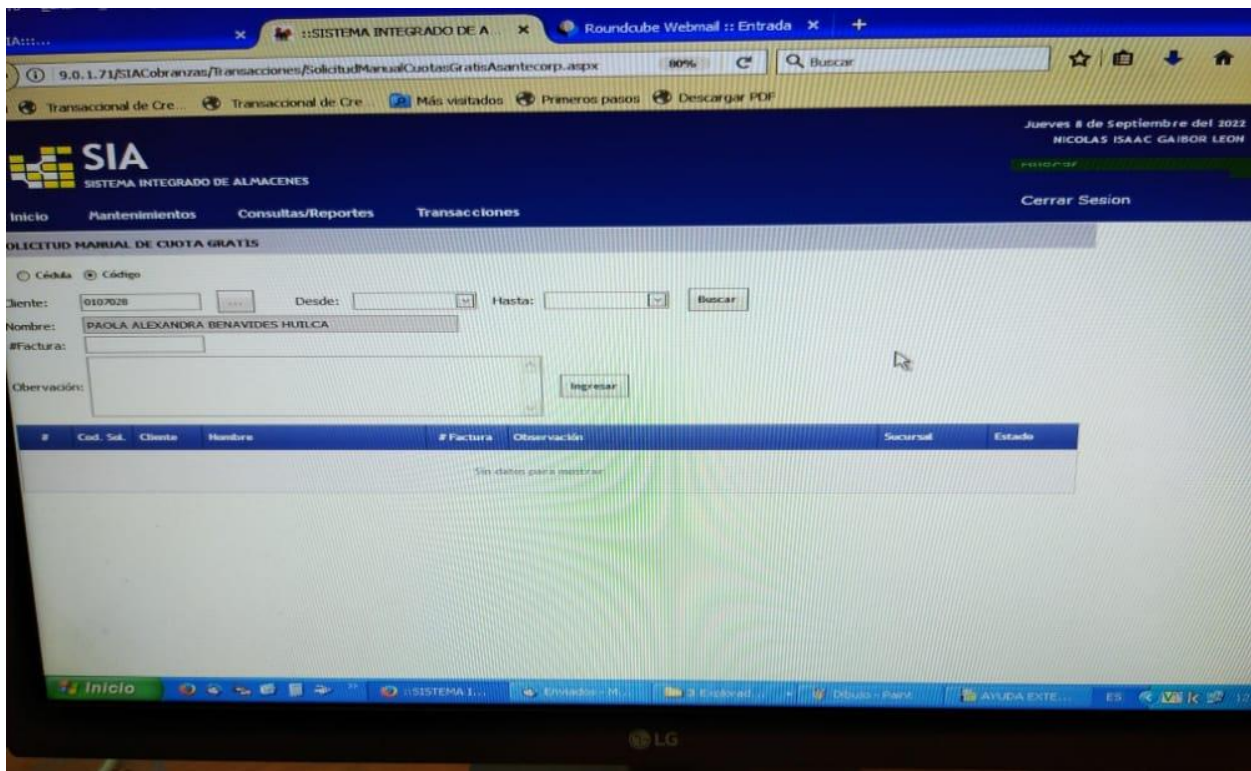 ::SISTEMA INTEGRADO DE A...
Roundcube Webmail :: Entrada
9.0.1.71/SIACobranzas/Transacciones/SolicitudManualCuotasGratisAsantecorp.aspx
80%
Buscar
Transaccional de Cre...
Transaccional de Cre...
Más visitados
Primeros pasos
Descargar PDF
Jueves 8 de Septiembre del 2022
NICOLAS ISAAC GAIBOR LEON
SIA
SISTEMA INTEGRADO DE ALMACENES
Cerrar Sesion
Inicio Mantenimientos Consultas/Reportes Transacciones
OLICITUD MANUAL DE CUOTA GRATIS
Cédula Código
liente: 0107028 ... Desde: Hasta: Buscar
Nombre: PAOLA ALEXANDRA BENAVIDES HUILCA
#Factura:
Obervación: Ingresar
# Cod. Sol. Cliente Nombre # Factura Observación Sucursal Estado
Sin datos para mostrar
Inicio ::SISTEMA I... Enviados - M... 3 Explorad... Dibujo - Paint AYUDA EXTE... ES
LG